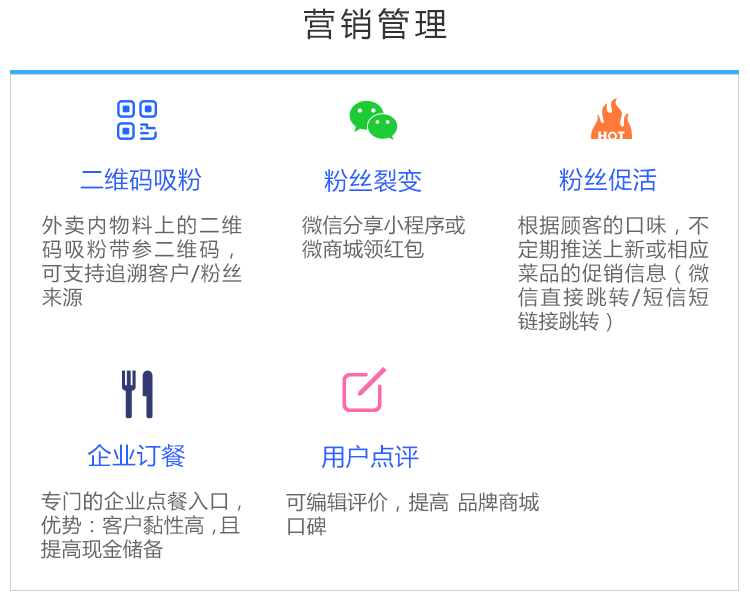 营销管理
HOT
二维码吸粉
粉丝裂变
粉丝促活
外卖内物料上的二维
码吸粉带参二维码，
可支持追溯客户/粉丝
来源
微信分享小程序或
微商城领红包
根据顾客的口味，不
定期推送上新或相应
菜品的促销信息（微
信直接跳转/短信短
链接跳转）
企业订餐
用户点评
专门的企业点餐入口，
优势：客户黏性高，且
提高现金储备
可编辑评价，提高 品牌商城
口碑